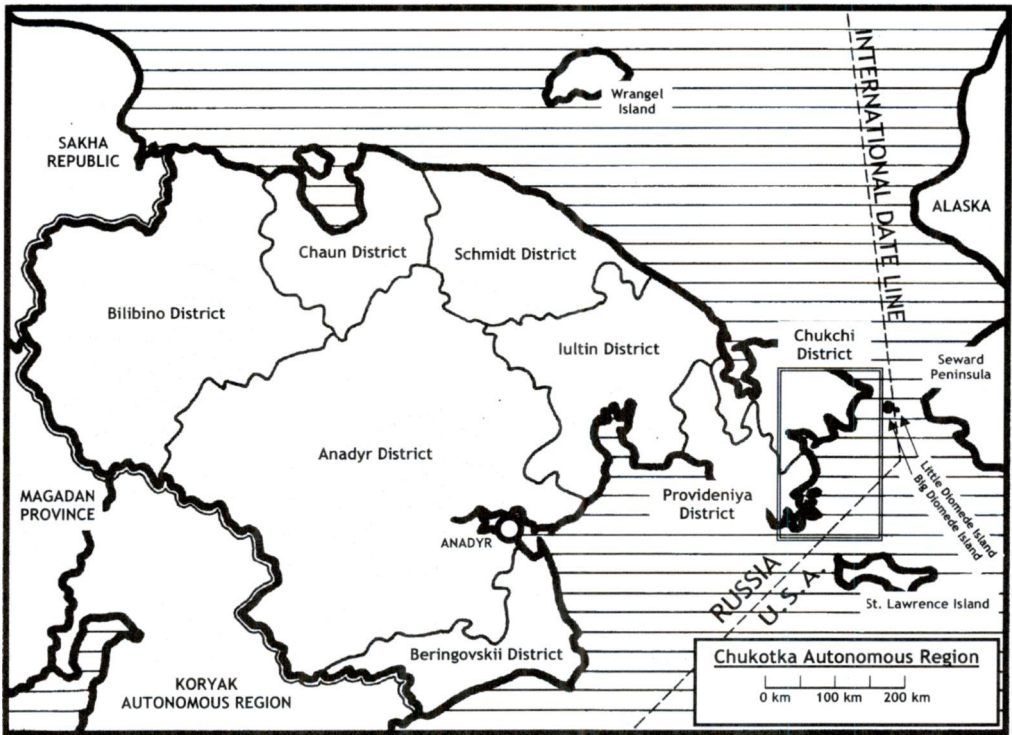 INTERNATIONAL DATE LINE
Wrangel
Island
SAKHA
REPUBLIC
ALASKA
Chaun District
Schmidt District
Bilibino District
Iultin District
Chukchi
District
Seward
Peninsula
Anadyr District
Little Diomede Island
Big Diomede Island
MAGADAN
PROVINCE
Provideniya
District
ANADYR
RUSSIA
U.S.A.
St. Lawrence Island
Beringovskii District
KORYAK
AUTONOMOUS REGION
Chukotka Autonomous Region
0 km 100 km 200 km